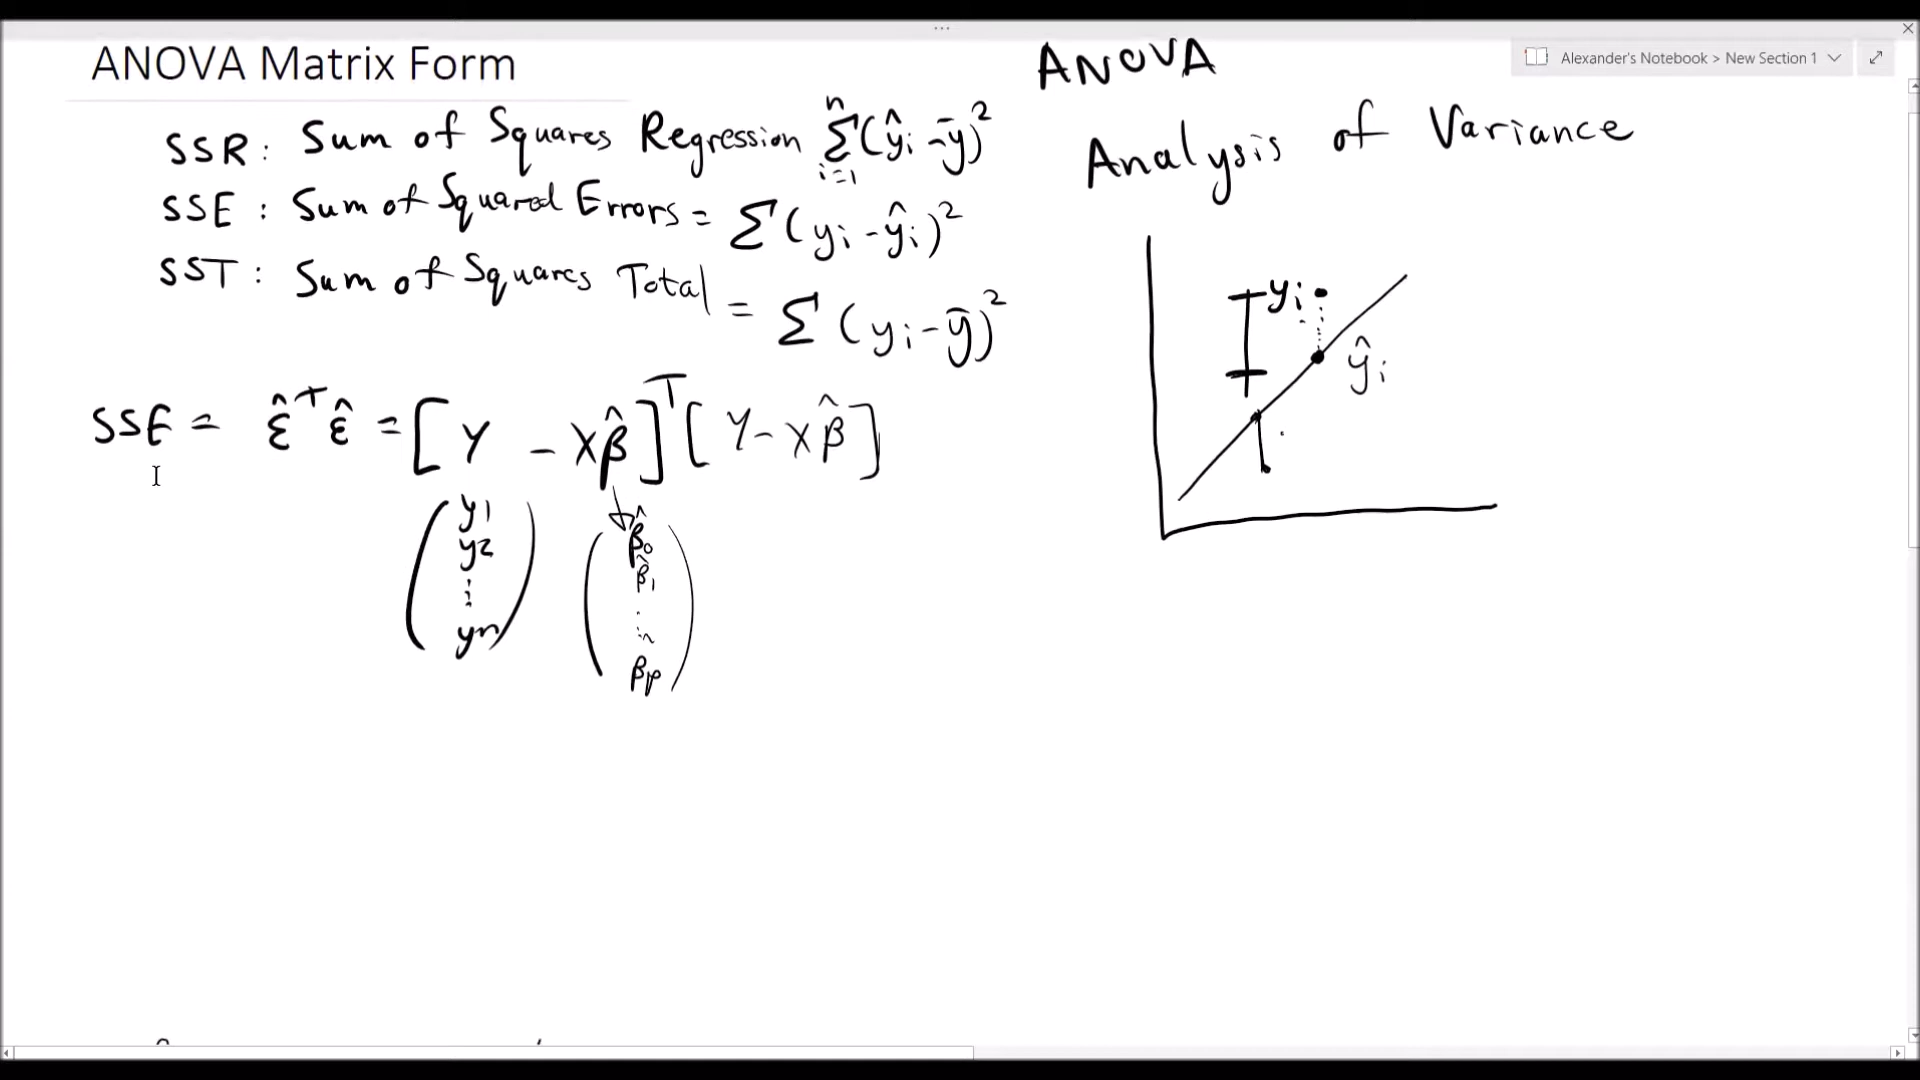 ANOVA Matrix Form
Alexander's Notebook > New Section 1
SSR: Sum of Squares Regression n Σ i=1 (ŷi - ȳ)²
SSE: Sum of Squared Errors = Σ(yi - ŷi)²
SST: Sum of Squares Total = Σ(yi - ȳ)²
SSE = ε̂ᵀ ε̂ = [Y - Xβ̂]ᵀ [Y - Xβ̂]
y1
y2
⋮
yn
β̂0
β̂1
⋮
βp
ANOVA
Analysis of Variance
yi
ŷi